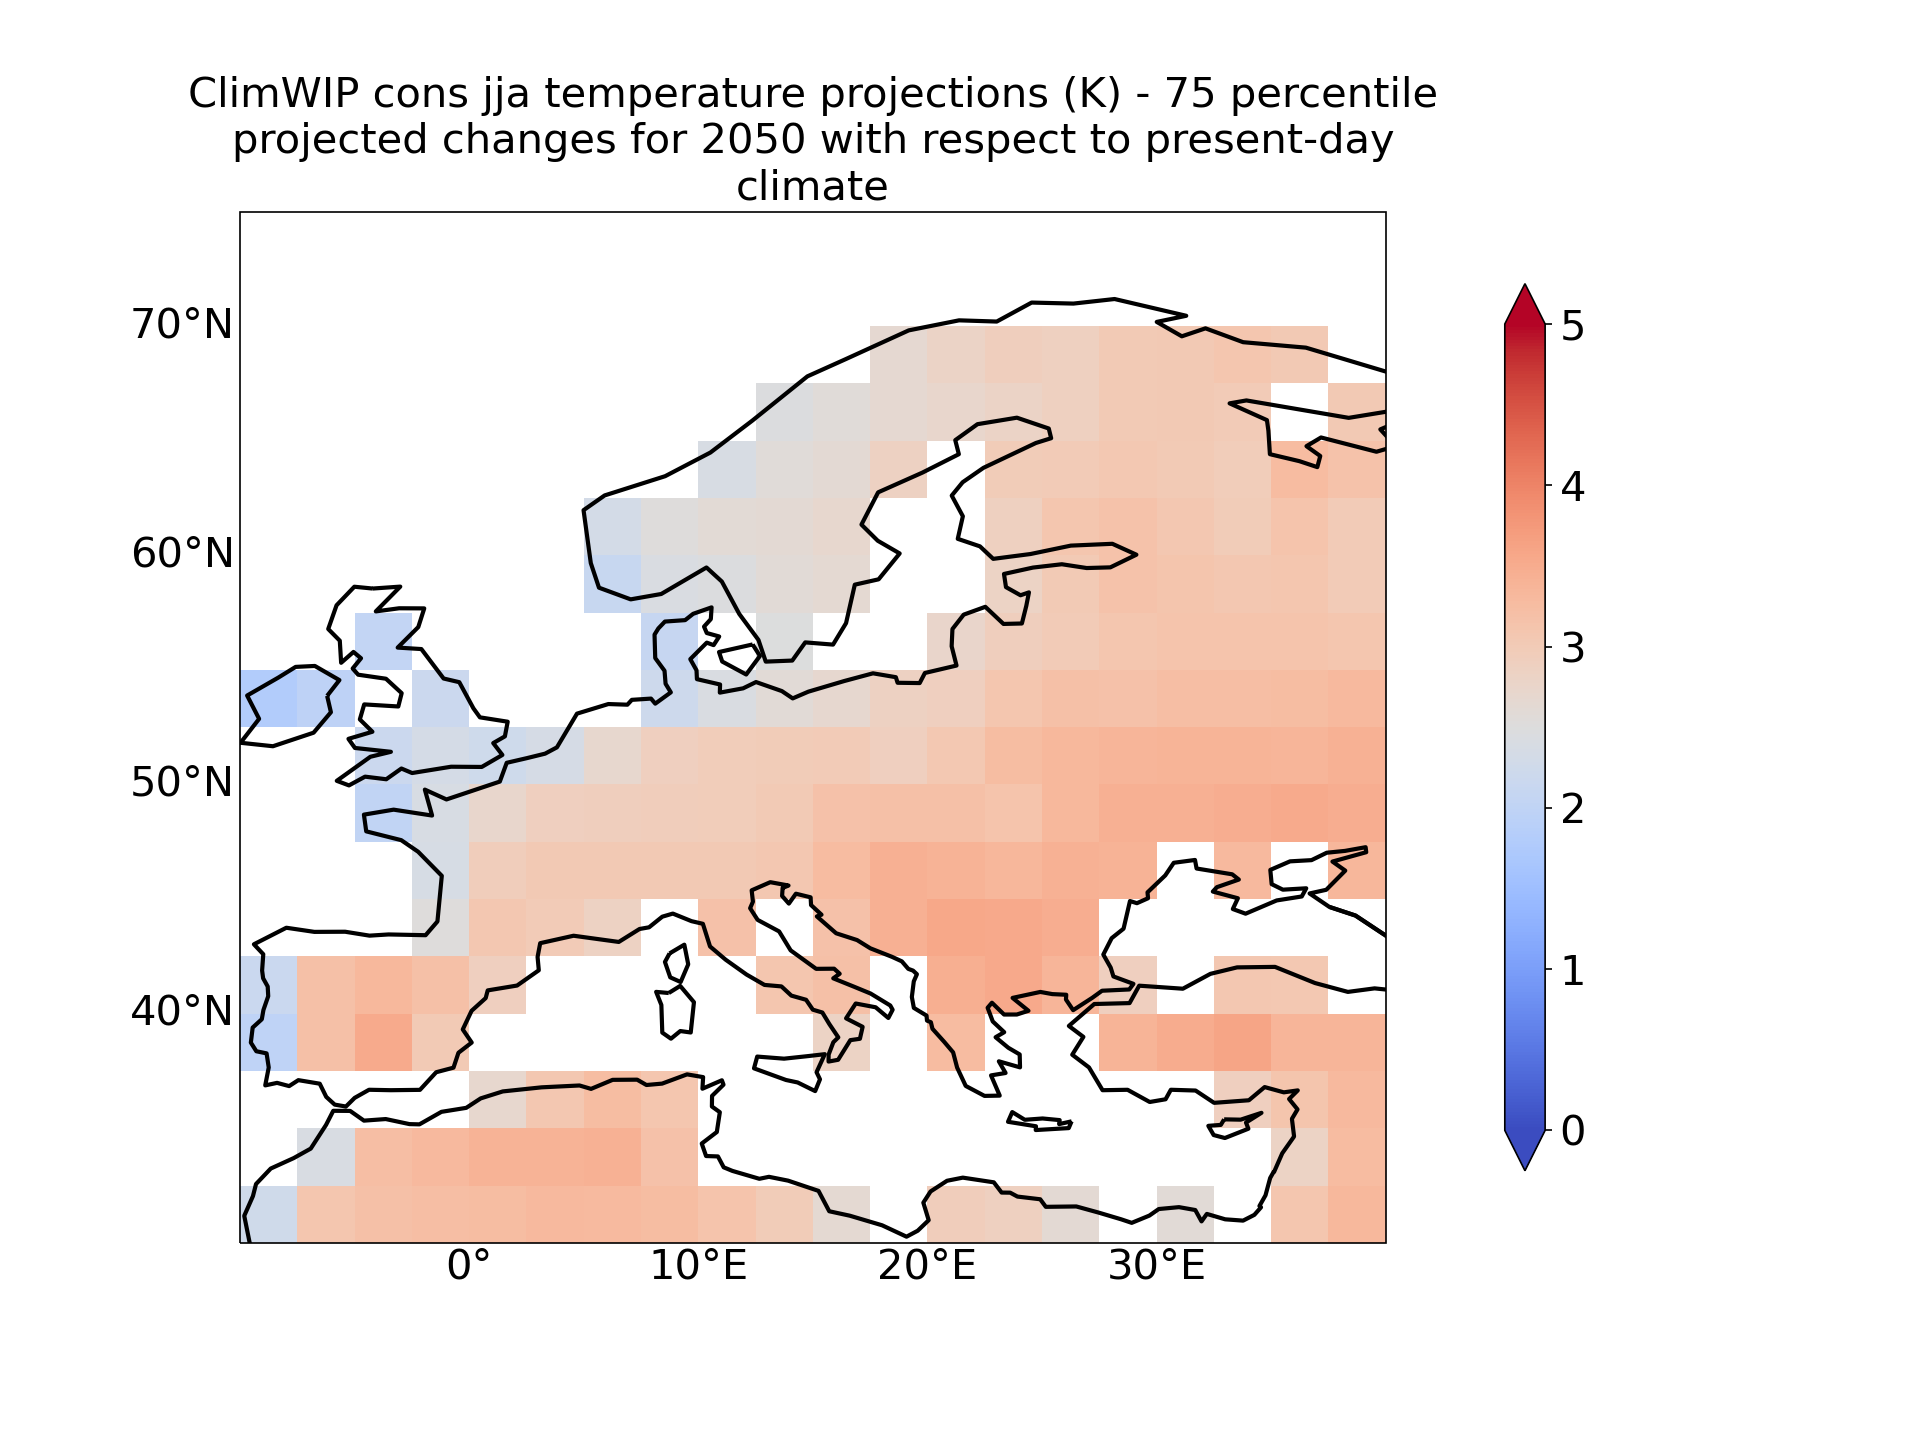 ClimWIP cons jja temperature projections (K) - 75 percentile
projected changes for 2050 with respect to present-day
climate
70°N
60°N
50°N
40°N
0°
10°E
20°E
30°E
5
4
3
2
1
0